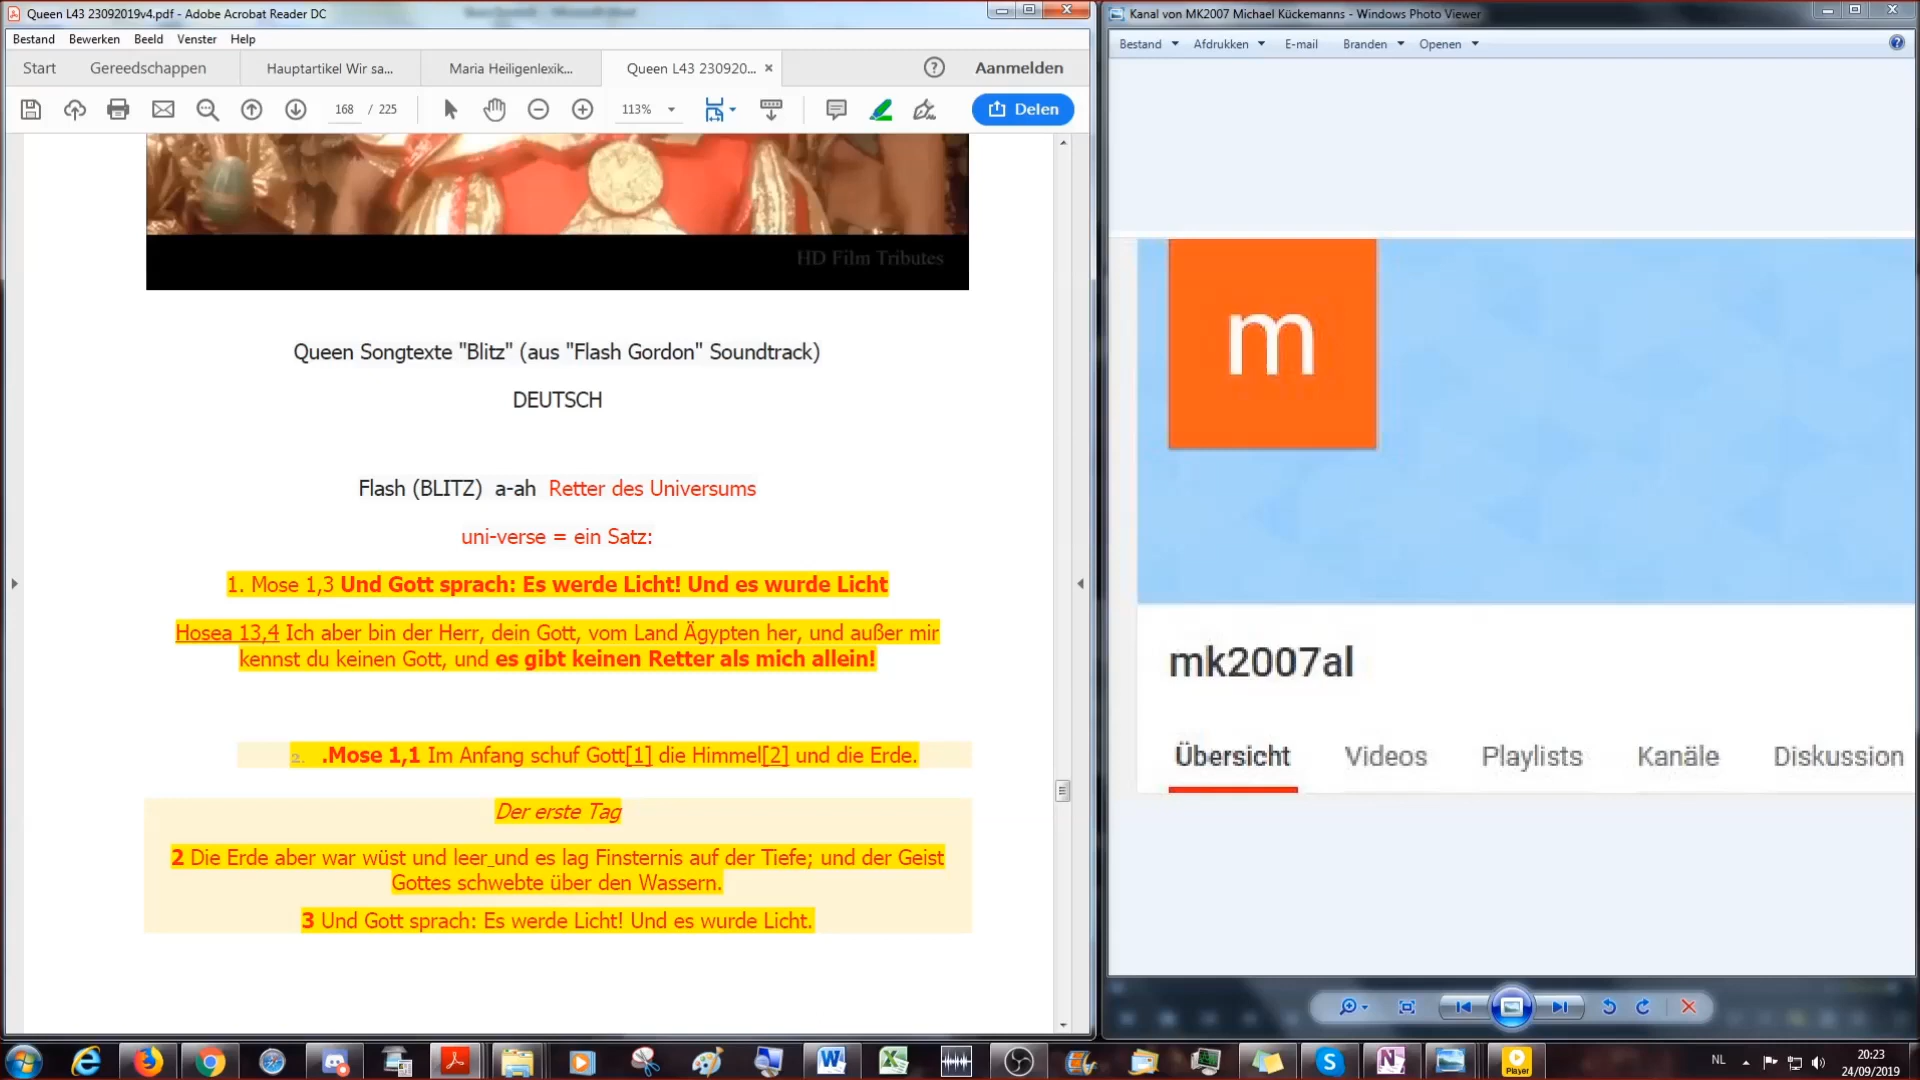 Queen L43 23092019v4.pdf - Adobe Acrobat Reader DC
Bestand Bewerken Beeld Venster Help
Start Gereedschappen Hauptartikel Wir sa... Maria Heiligenlexik... Queen L43 230920... × Aanmelden
168 / 225 113% Delen
HD Film Tributes
Queen Songtexte "Blitz" (aus "Flash Gordon" Soundtrack)
DEUTSCH
Flash (BLITZ) a-ah Retter des Universums
uni-verse = ein Satz:
1. Mose 1,3 Und Gott sprach: Es werde Licht! Und es wurde Licht
Hosea 13,4 Ich aber bin der Herr, dein Gott, vom Land Ägypten her, und außer mir
kennst du keinen Gott, und es gibt keinen Retter als mich allein!
2. .Mose 1,1 Im Anfang schuf Gott[1] die Himmel[2] und die Erde.
Der erste Tag
2 Die Erde aber war wüst und leer und es lag Finsternis auf der Tiefe; und der Geist
Gottes schwebte über den Wassern.
3 Und Gott sprach: Es werde Licht! Und es wurde Licht.
Kanal von MK2007 Michael Kückemanns - Windows Photo Viewer
Bestand Afdrukken E-mail Branden Openen
m
mk2007al
Übersicht Videos Playlists Kanäle Diskussion
Player
NL
20:23
24/09/2019